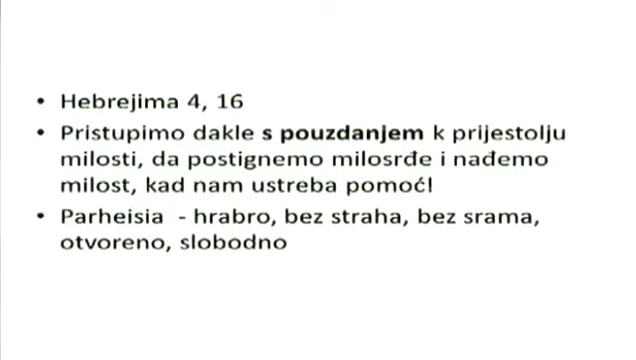 • Hebrejima 4, 16
• Pristupimo dakle s pouzdanjem k prijestolju
milosti, da postignemo milosrđe i nađemo
milost, kad nam ustreba pomoć!
• Parheisia - hrabro, bez straha, bez srama,
otvoreno, slobodno